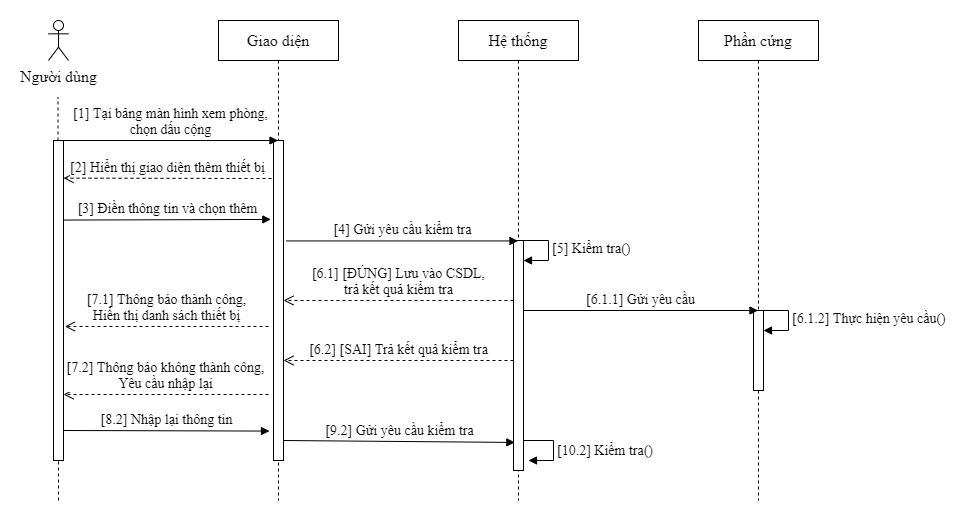 Người dùng
Giao diện
Hệ thống
Phần cứng
[1] Tại bảng màn hình xem phòng,
chọn dấu cộng
[2] Hiển thị giao diện thêm thiết bị
[3] Điền thông tin và chọn thêm
[4] Gửi yêu cầu kiểm tra
[5] Kiểm tra()
[6.1] [ĐÚNG] Lưu vào CSDL,
trả kết quả kiểm tra
[6.1.1] Gửi yêu cầu
[7.1] Thông báo thành công,
Hiển thị danh sách thiết bị
[6.1.2] Thực hiện yêu cầu()
[6.2] [SAI] Trả kết quả kiểm tra
[7.2] Thông báo không thành công,
Yêu cầu nhập lại
[8.2] Nhập lại thông tin
[9.2] Gửi yêu cầu kiểm tra
[10.2] Kiểm tra()